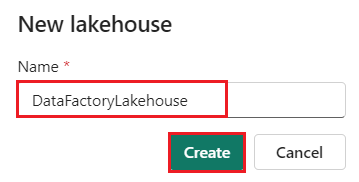 New lakehouse
Name *
DataFactoryLakehouse
Create Cancel